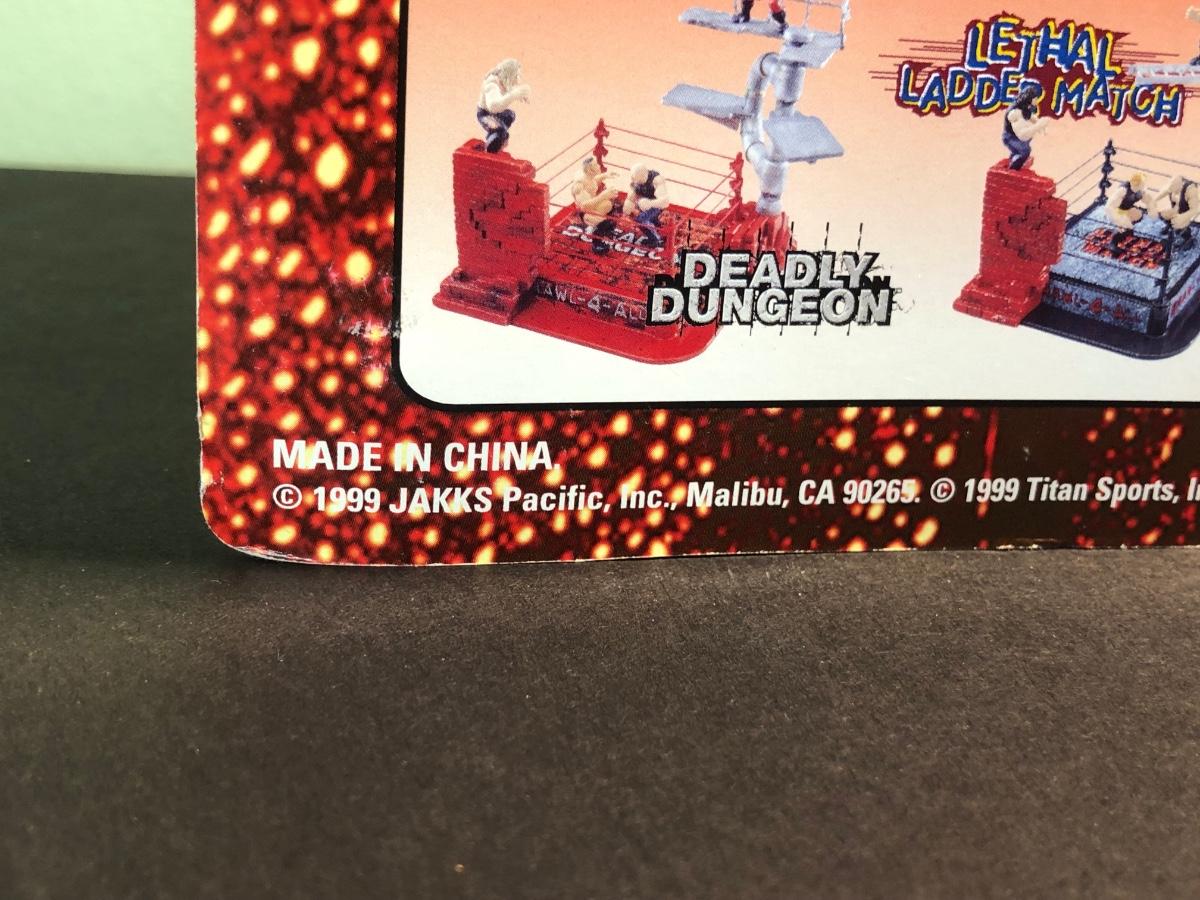 LETHAL
LADDER MATCH
DEADLY
DUNGEON
MADE IN CHINA.
© 1999 JAKKS Pacific, Inc., Malibu, CA 90265. © 1999 Titan Sports,